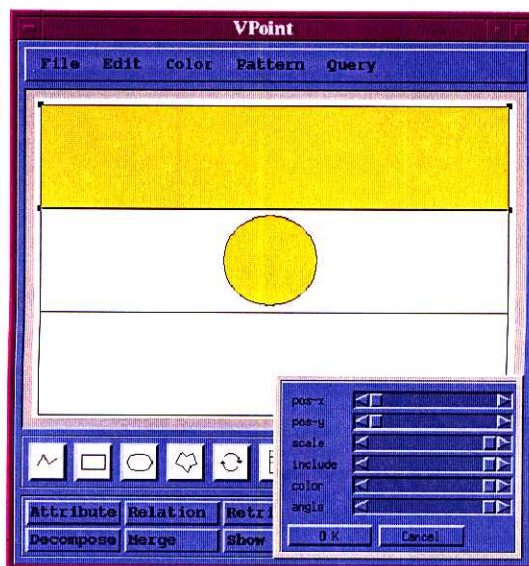 VPoint
File Edit Color Pattern Query
pos-x
pos-y
scale
include
color
angle
OK Cancel
Attribute Relation
Decompose Merge Show